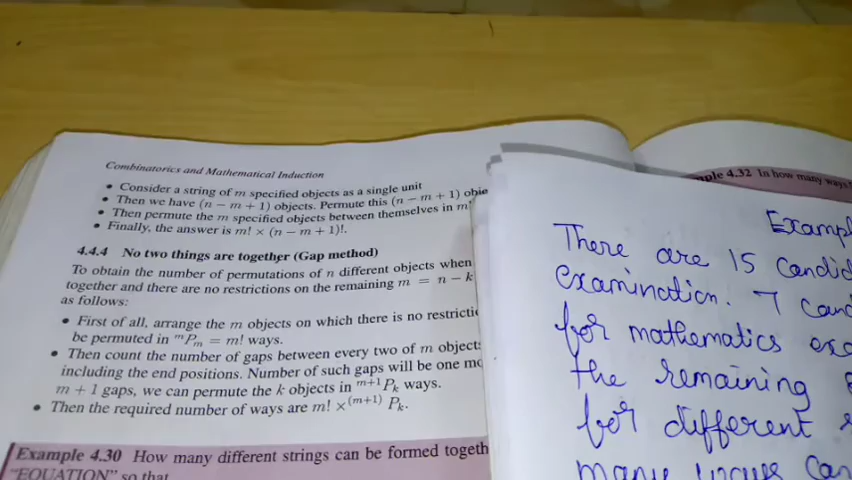 Combinatorics and Mathematical Induction
• Consider a string of m specified objects as a single unit
• Then we have (n − m + 1) objects. Permute this (n − m + 1) obje
• Then permute the m specified objects between themselves in m
• Finally, the answer is m! × (n − m + 1)!.
4.4.4 No two things are together (Gap method)
To obtain the number of permutations of n different objects when
together and there are no restrictions on the remaining m = n − k
as follows:
• First of all, arrange the m objects on which there is no restricti
be permuted in ᵐPₘ = m! ways.
• Then count the number of gaps between every two of m object
including the end positions. Number of such gaps will be one mo
m + 1 gaps, we can permute the k objects in ᵐ⁺¹Pₖ ways.
• Then the required number of ways are m! ×⁽ᵐ⁺¹⁾ Pₖ.
Example 4.30 How many different strings can be formed togeth
"EQUATION" so that
ple 4.32 In how many ways
Exampl
There are 15 candid
examination. 7 cand
for mathematics exa
the remaining
for different
many ways can